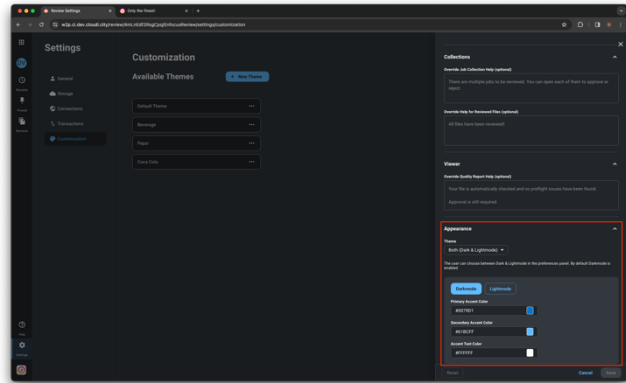 Review Settings
Only the finest!
Settings
General
Storage
Connections
Transactions
Customization
Customization
Available Themes
+ New Theme
Default Theme
Beverage
Pepsi
Coca Cola
Collections
Override Job Collection Help (optional)
There are multiple jobs to be reviewed. You can open each of them to approve or
reject.
Override Help for Reviewed Files (optional)
All files have been reviewed!
Viewer
Override Quality Report Help (optional)
Your file is automatically checked and no preflight issues have been found.
Approval is still required.
Appearance
Theme
Both (Dark & Lightmode)
The user can choose between Dark & Lightmode in the preferences panel. By default Darkmode is
enabled
Darkmode
Lightmode
Primary Accent Color
#0078D1
Secondary Accent Color
#61BCFF
Accent Text Color
#FFFFFF
Reset
Cancel
Save
Help
Settings